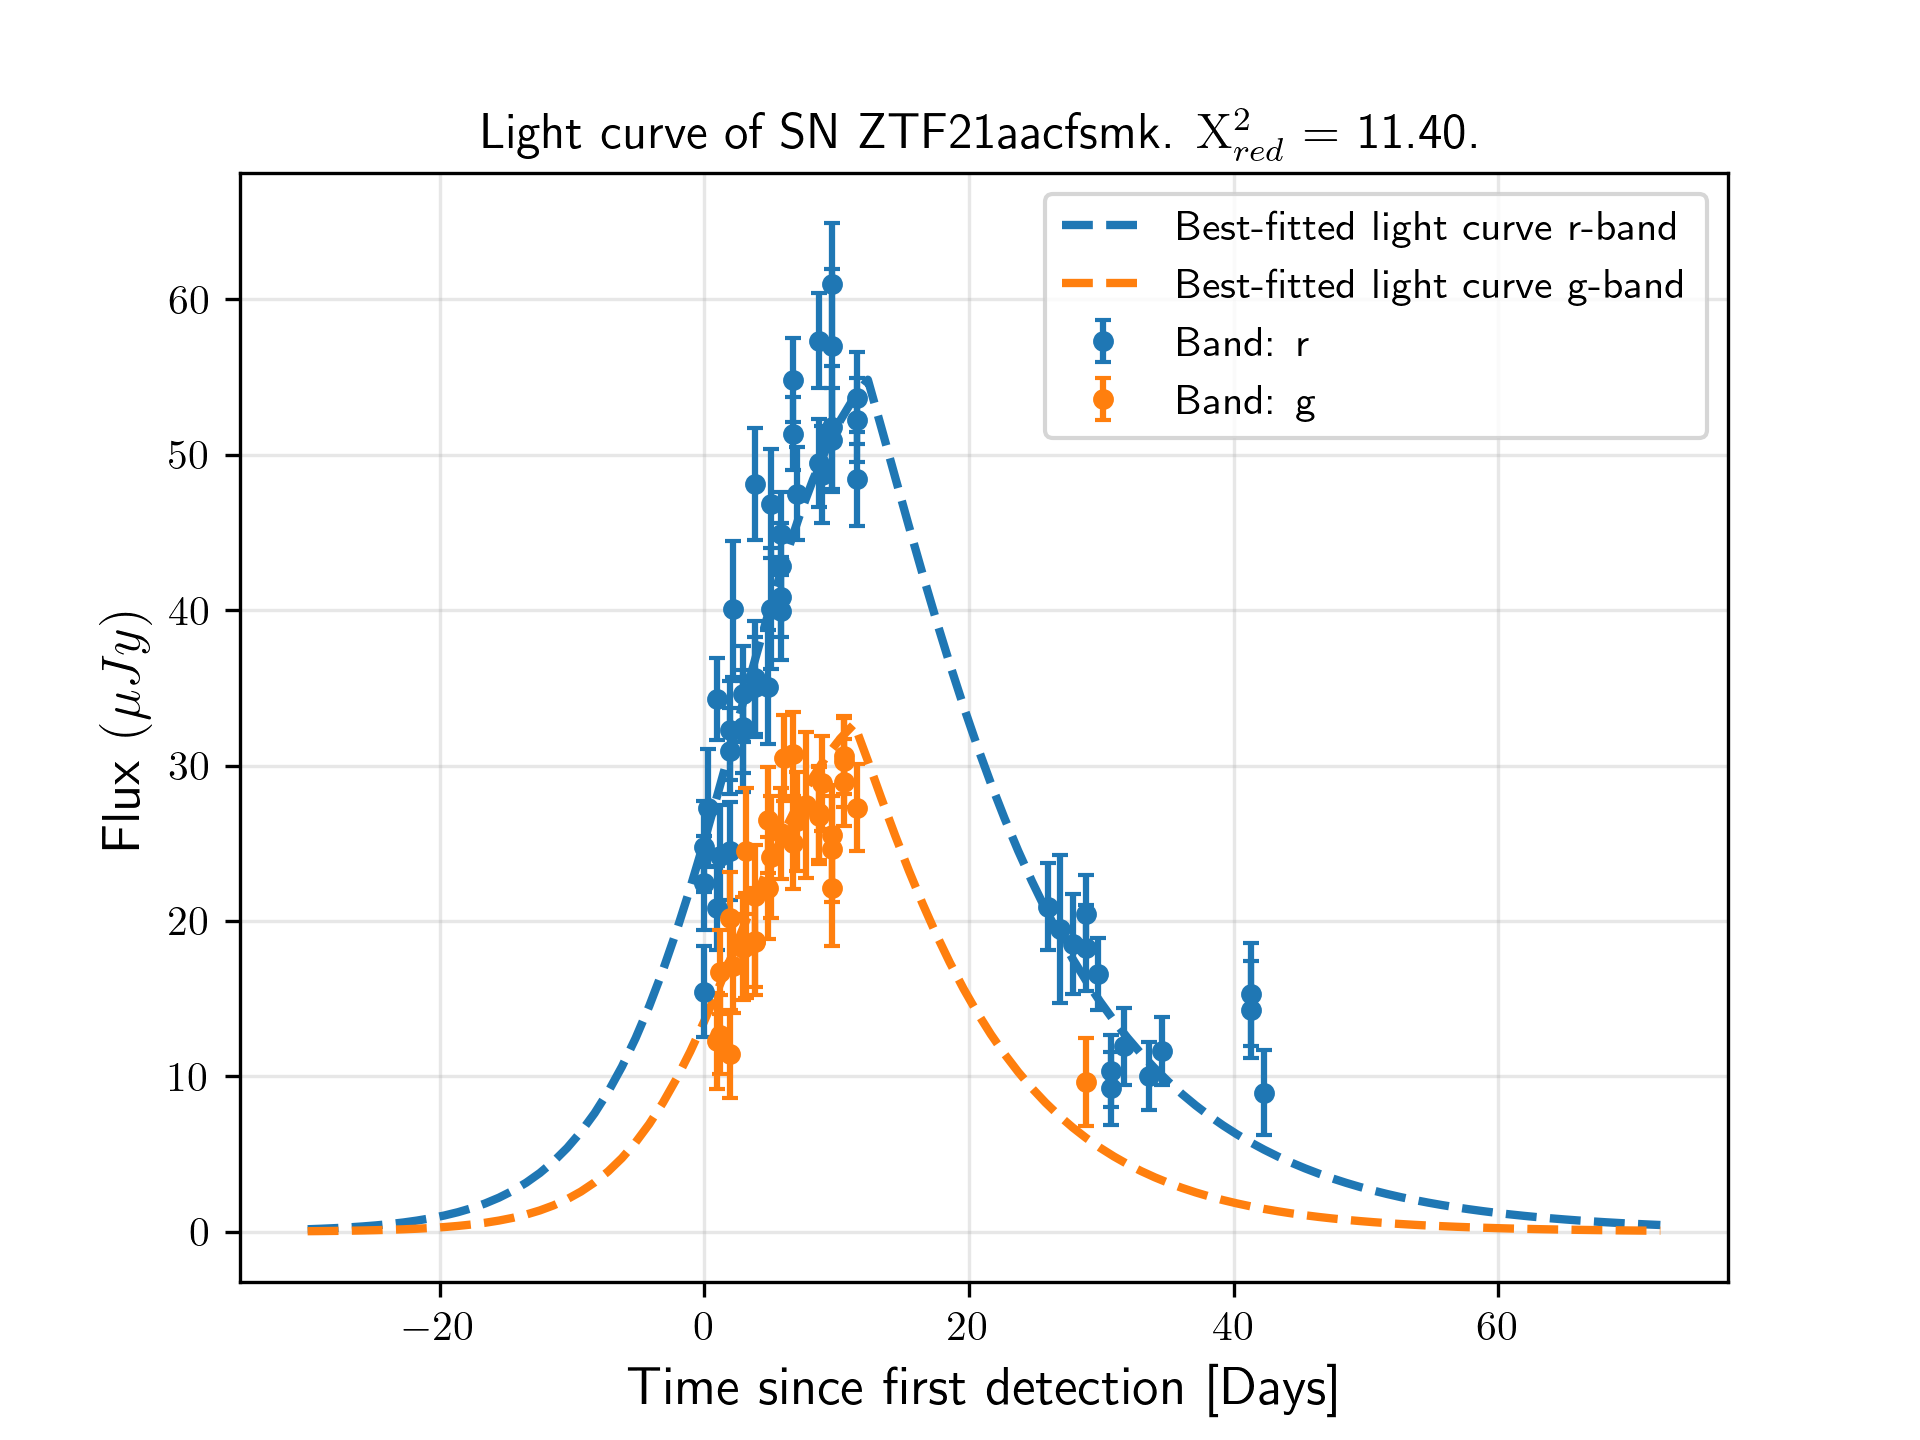 Light curve of SN ZTF21aacfsmk. X²_red = 11.40.
Best-fitted light curve r-band
Best-fitted light curve g-band
Band: r
Band: g
60
50
40
30
20
10
0
Flux (μJy)
−20 0 20 40 60
Time since first detection [Days]